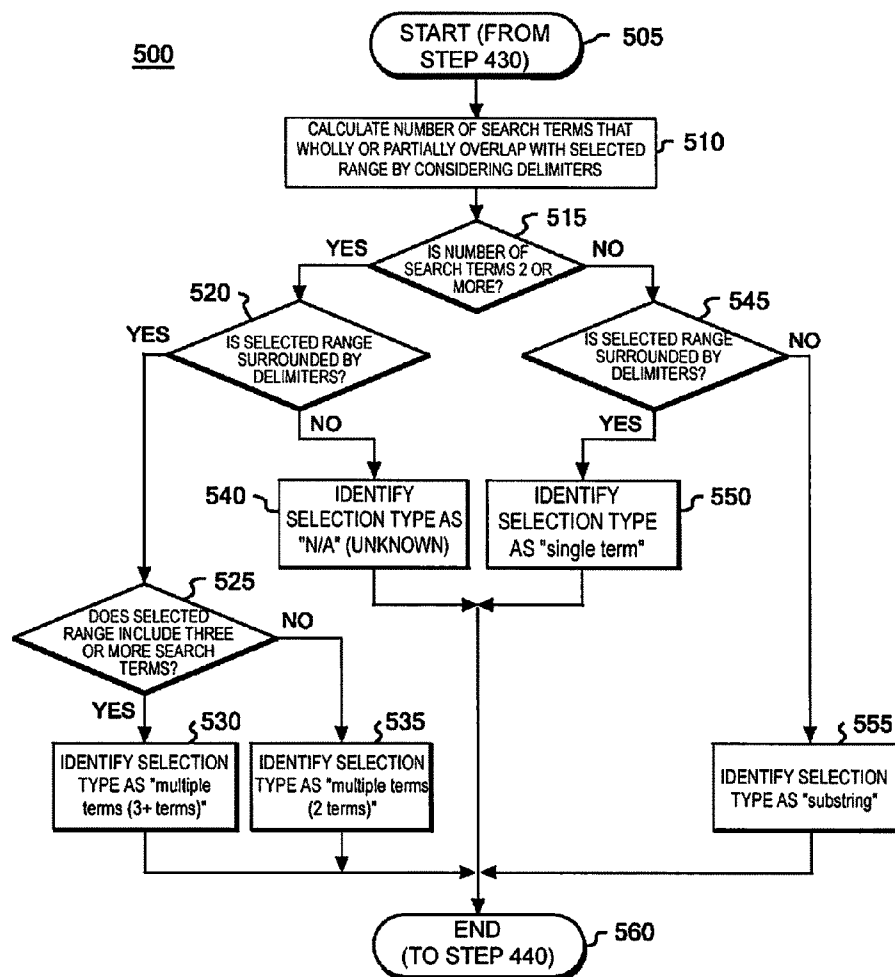 500
START (FROM
STEP 430)
505
CALCULATE NUMBER OF SEARCH TERMS THAT
WHOLLY OR PARTIALLY OVERLAP WITH SELECTED
RANGE BY CONSIDERING DELIMITERS
510
515
YES
IS NUMBER OF
SEARCH TERMS 2 OR
MORE?
NO
520
545
YES
IS SELECTED RANGE
SURROUNDED BY
DELIMITERS?
IS SELECTED RANGE
SURROUNDED BY
DELIMITERS?
NO
NO
YES
540
IDENTIFY
SELECTION TYPE AS
"N/A" (UNKNOWN)
IDENTIFY
SELECTION TYPE
AS "single term"
550
525
DOES SELECTED
RANGE INCLUDE THREE
OR MORE SEARCH
TERMS?
NO
YES
530
535
555
IDENTIFY SELECTION
TYPE AS "multiple
terms (3+ terms)"
IDENTIFY SELECTION
TYPE AS "multiple terms
(2 terms)"
IDENTIFY SELECTION
TYPE AS "substring"
END
(TO STEP 440)
560